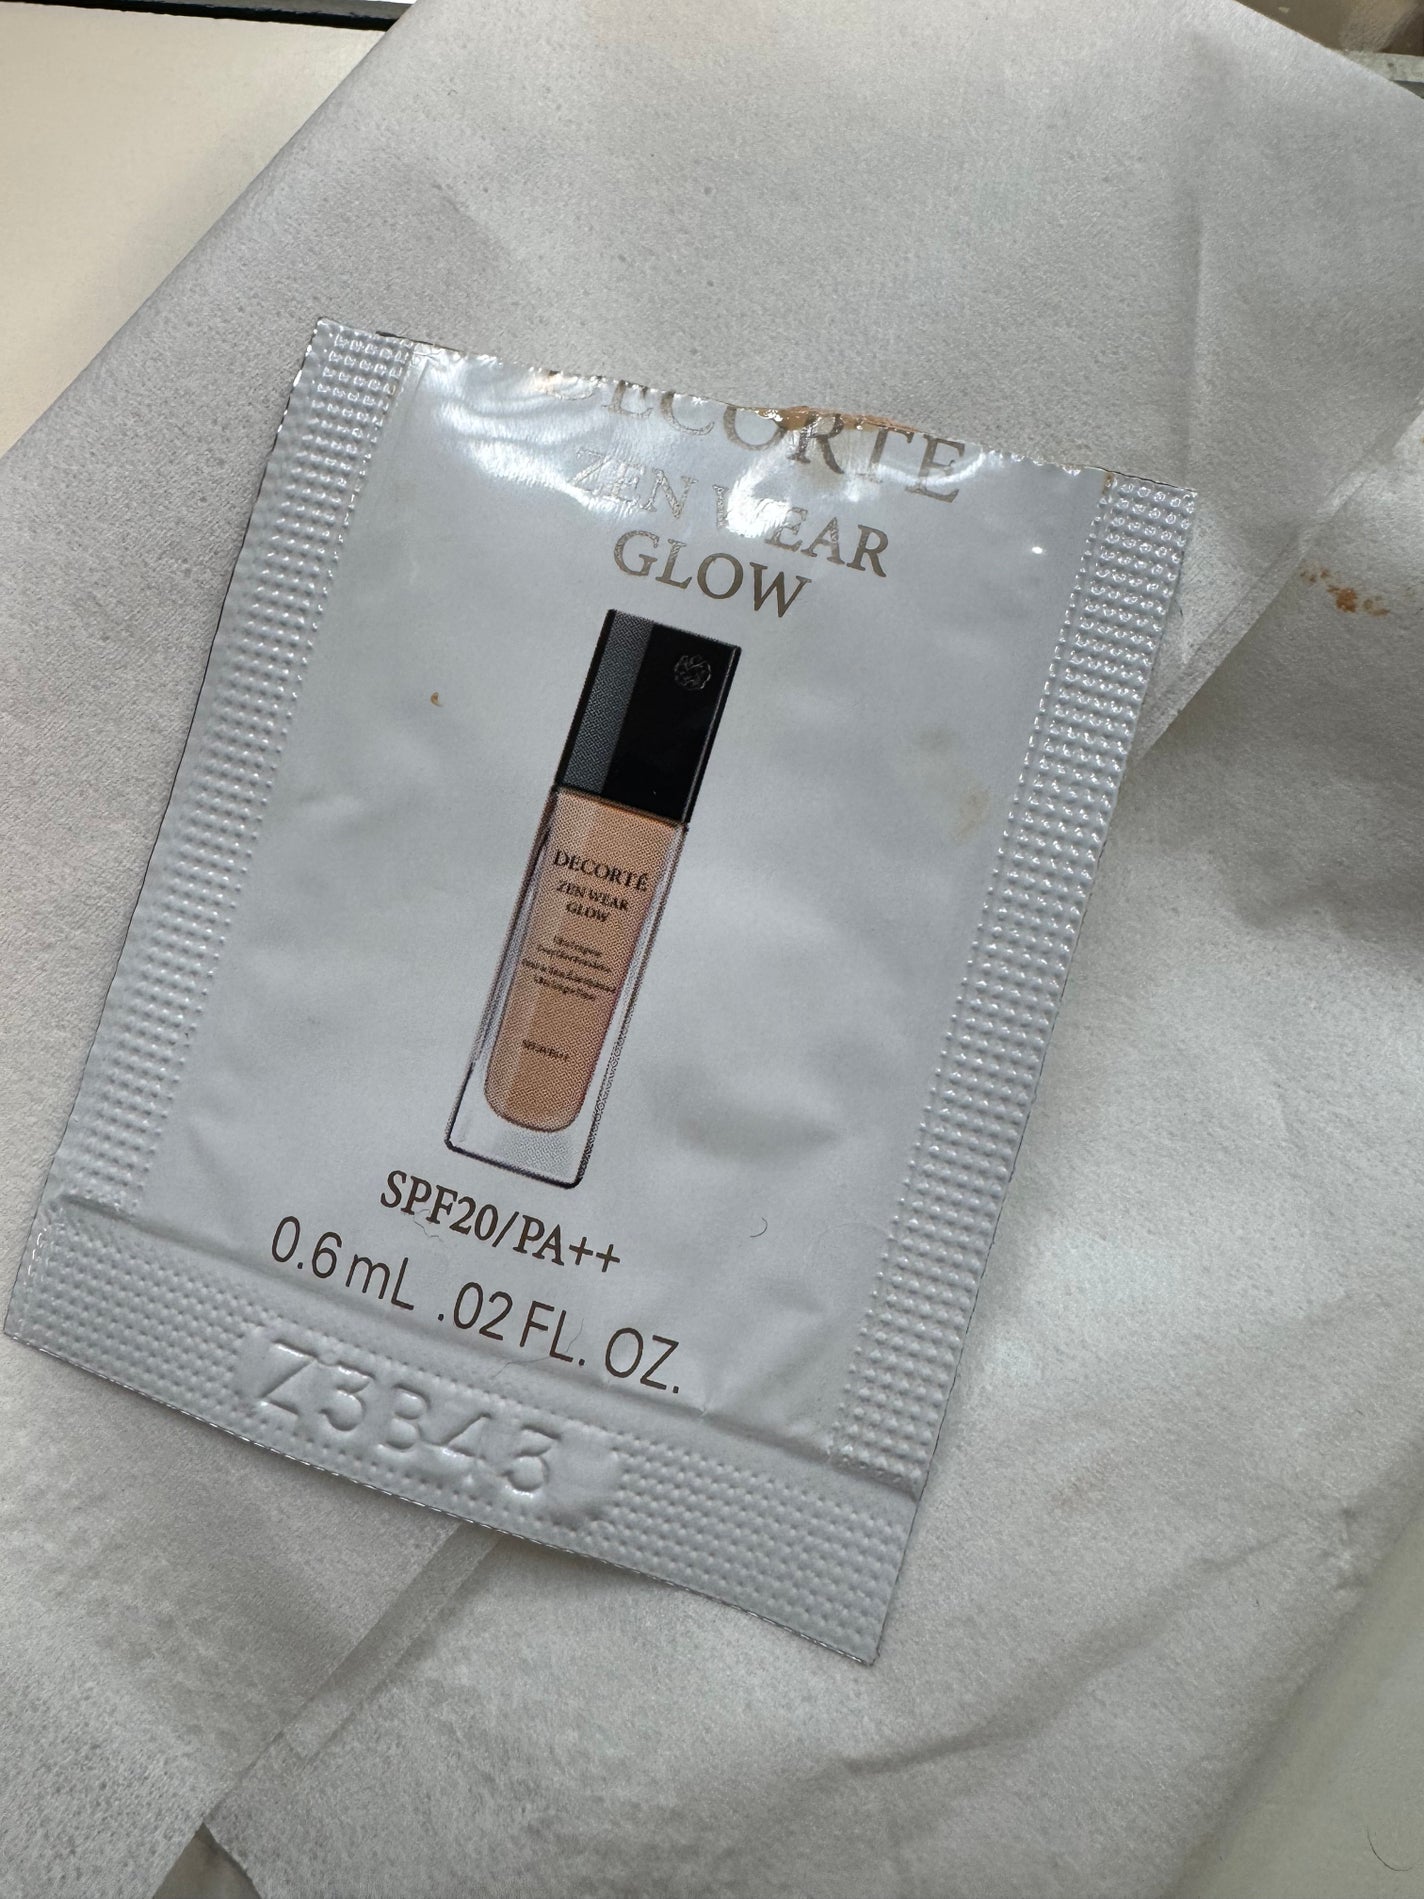 DECORTÉ
ZEN WEAR
GLOW
DECORTÉ
ZEN WEAR
GLOW
SPF20/PA++
0.6 mL .02 FL. OZ.
Z3B43